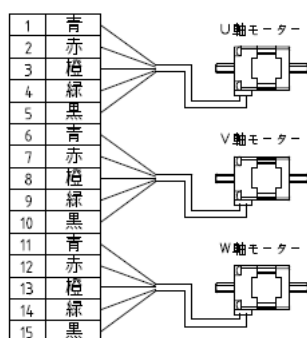 1 青
2 赤
3 橙
4 緑
5 黒
6 青
7 赤
8 橙
9 緑
10 黒
11 青
12 赤
13 橙
14 緑
15 黒
U軸モーター
V軸モーター
W軸モーター